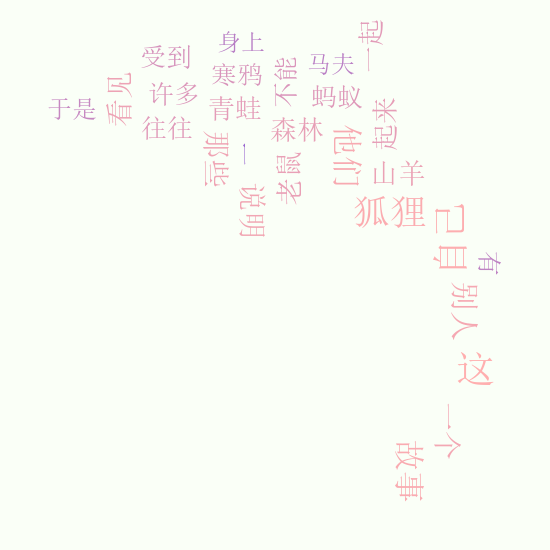 一起
身上
受到
马夫
寒鸦
不能
看见
许多
蚂蚁
于是
青蛙
起来
往往
森林
他们
那些
一
老鼠
山羊
说明
狐狸
自己
有
别人
这
一个
故事